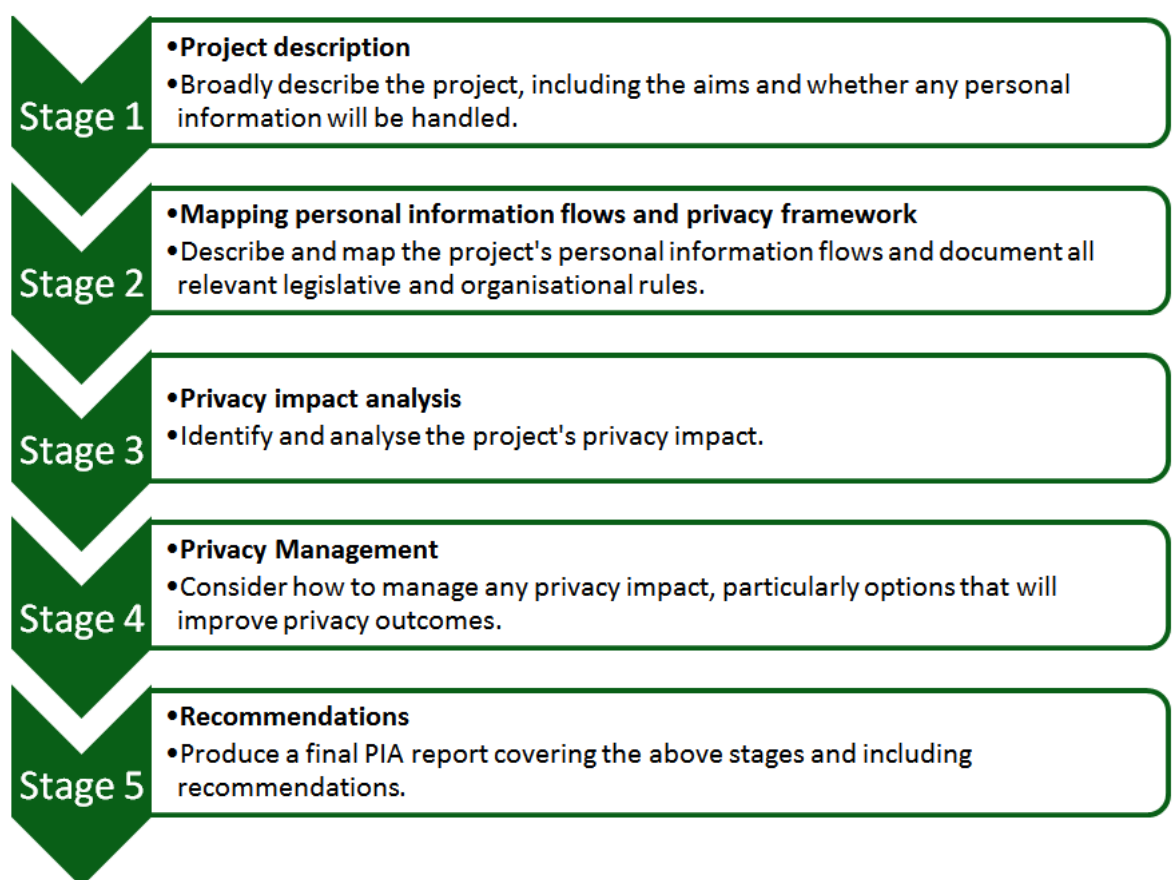 Stage 1
•Project description
•Broadly describe the project, including the aims and whether any personal
information will be handled.
Stage 2
•Mapping personal information flows and privacy framework
•Describe and map the project's personal information flows and document all
relevant legislative and organisational rules.
Stage 3
•Privacy impact analysis
•Identify and analyse the project's privacy impact.
Stage 4
•Privacy Management
•Consider how to manage any privacy impact, particularly options that will
improve privacy outcomes.
Stage 5
•Recommendations
•Produce a final PIA report covering the above stages and including
recommendations.